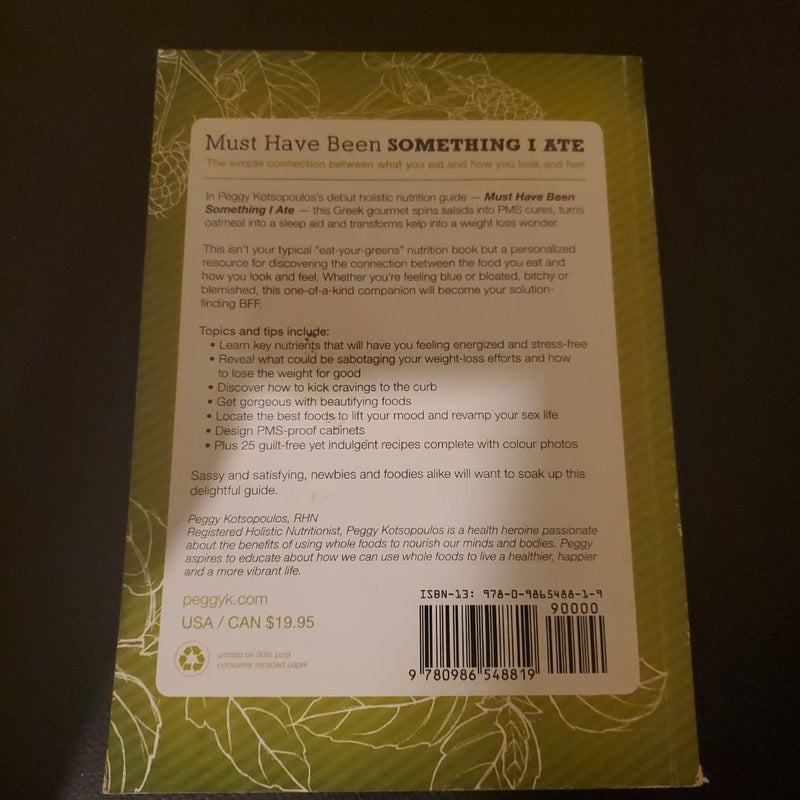 Must Have Been SOMETHING I ATE
The simple connection between what you eat and how you look and feel
In Peggy Kotsopoulos's debut holistic nutrition guide — Must Have Been
Something I Ate — this Greek gourmet spins salads into PMS cures, turns
oatmeal into a sleep aid and transforms kelp into a weight loss wonder.
This isn't your typical "eat-your-greens" nutrition book but a personalized
resource for discovering the connection between the food you eat and
how you look and feel. Whether you're feeling blue or bloated, bitchy or
blemished, this one-of-a-kind companion will become your solution-
finding BFF.
Topics and tips include:
• Learn key nutrients that will have you feeling energized and stress-free
• Reveal what could be sabotaging your weight-loss efforts and how
to lose the weight for good
• Discover how to kick cravings to the curb
• Get gorgeous with beautifying foods
• Locate the best foods to lift your mood and revamp your sex life
• Design PMS-proof cabinets
• Plus 25 guilt-free yet indulgent recipes complete with colour photos
Sassy and satisfying, newbies and foodies alike will want to soak up this
delightful guide.
Peggy Kotsopoulos, RHN
Registered Holistic Nutritionist, Peggy Kotsopoulos is a health heroine passionate
about the benefits of using whole foods to nourish our minds and bodies. Peggy
aspires to educate about how we can use whole foods to live a healthier, happier
and a more vibrant life.
peggyk.com
USA / CAN $19.95
printed on 90% post
consumer recycled paper
ISBN-13: 978-0-9865488-1-9
90000
9 780986 548819